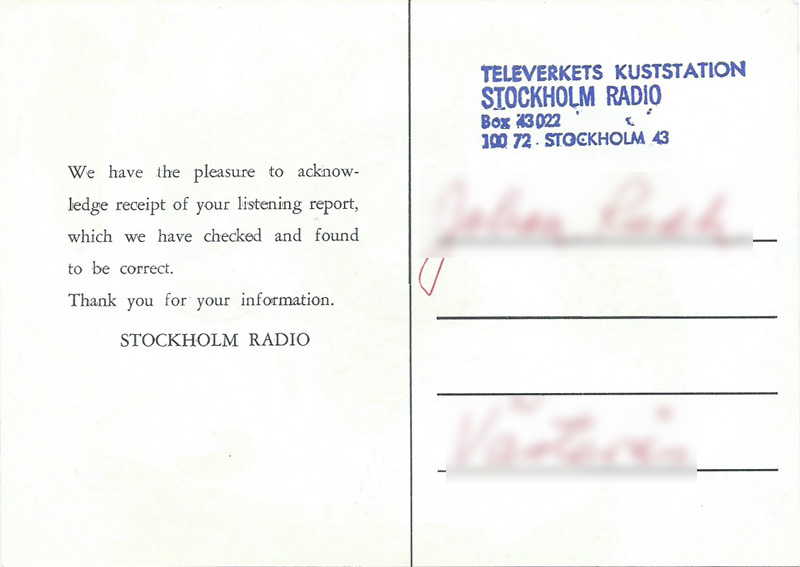 We have the pleasure to acknow-
ledge receipt of your listening report,
which we have checked and found
to be correct.
Thank you for your information.
STOCKHOLM RADIO
TELEVERKETS KUSTSTATION
STOCKHOLM RADIO
Box 43022
100 72 · STOCKHOLM 43